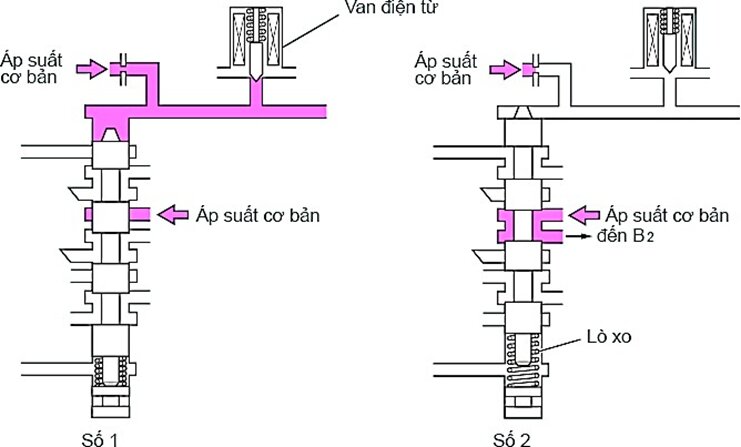 Van điện từ
Áp suất
cơ bản
Áp suất cơ bản
Số 1
Áp suất
cơ bản
Áp suất cơ bản
đến B2
Lò xo
Số 2